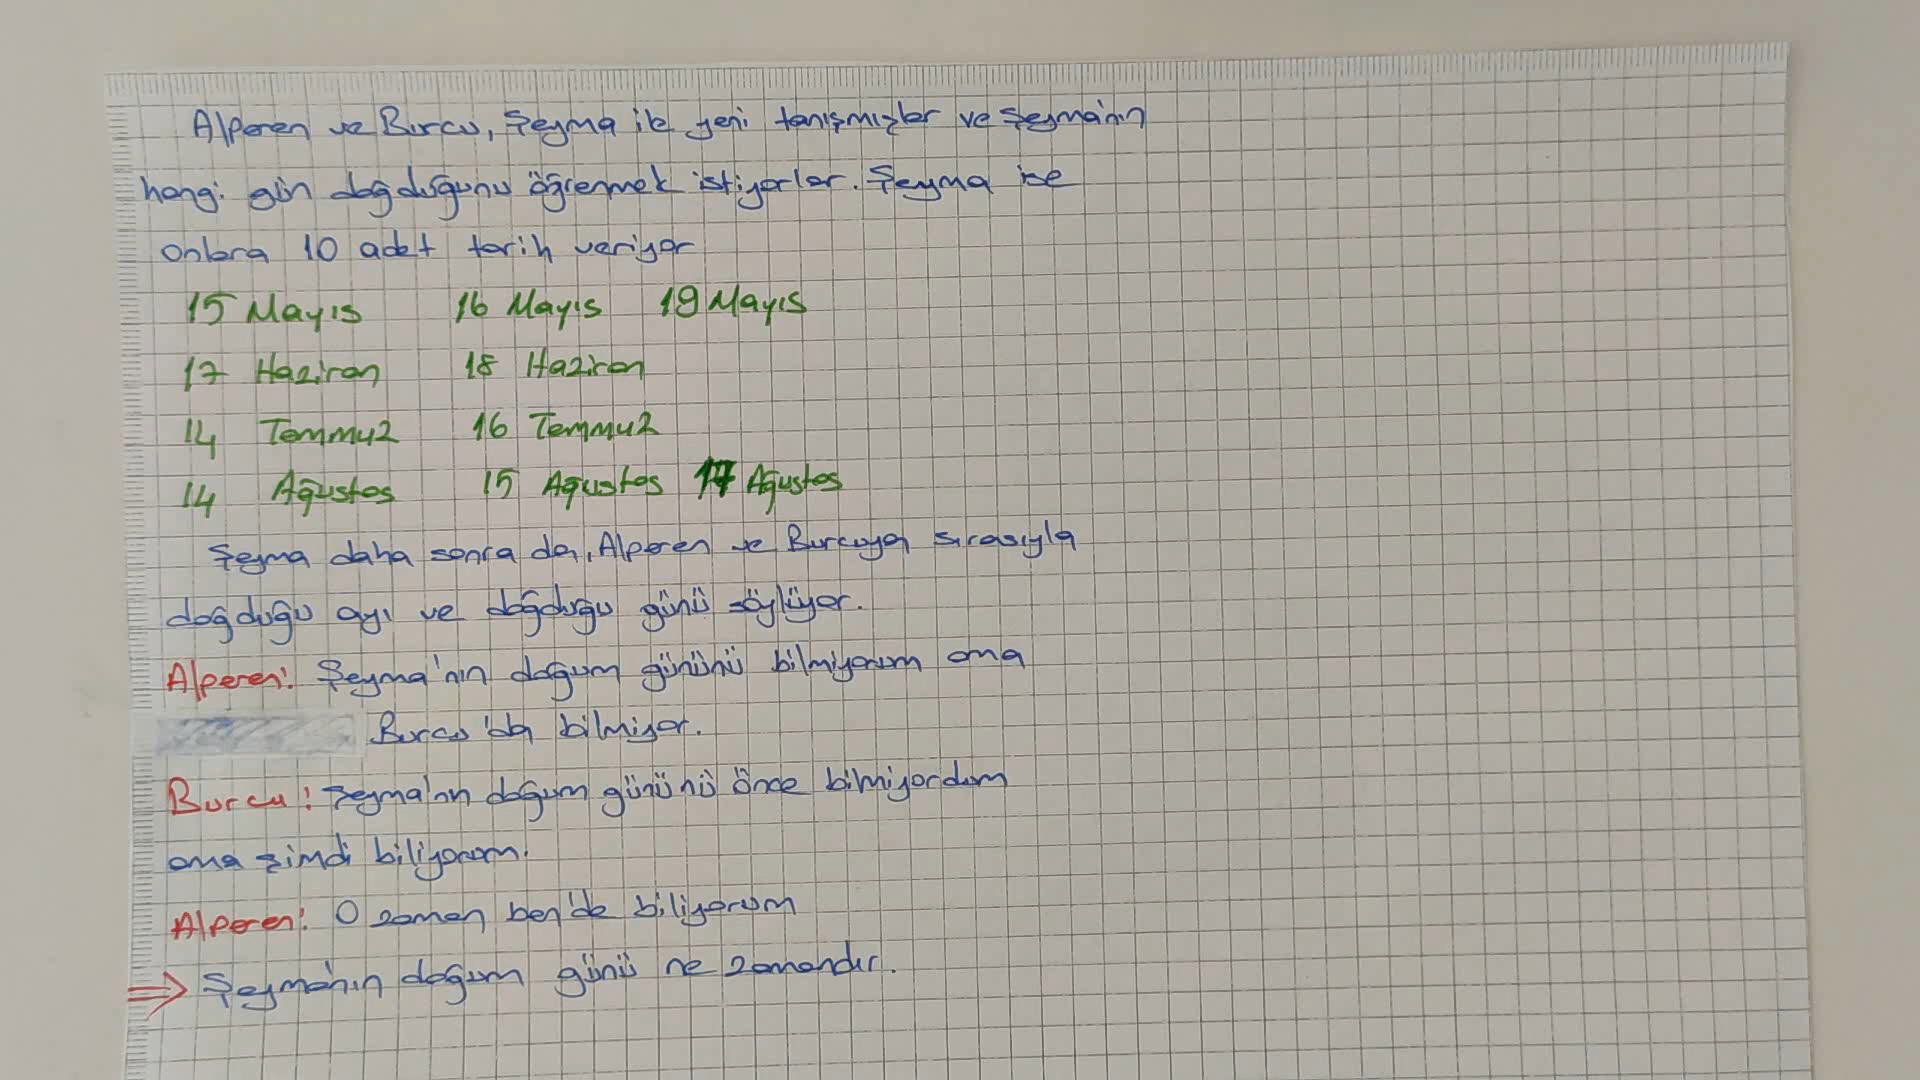 Alperen ve Burcu, Şeyma ile yeni tanışmışlar ve Şeyma'nın
hangi gün doğduğunu öğrenmek istiyorlar. Şeyma ise
onlara 10 adet tarih veriyor
15 Mayıs 16 Mayıs 19 Mayıs
17 Haziran 18 Haziran
14 Temmuz 16 Temmuz
14 Ağustos 15 Ağustos 17 Ağustos
Şeyma daha sonra da, Alperen ve Burcuya sırasıyla
doğduğu ayı ve doğduğu günü söylüyor.
Alperen: Şeyma'nın doğum gününü bilmiyorum ama
Burcu'da bilmiyor.
Burcu: Şeyma'nın doğum gününü önce bilmiyordum
ama şimdi biliyorum.
Alperen: O zaman ben'de biliyorum
⇒ Şeyma'nın doğum günü ne zamandır.